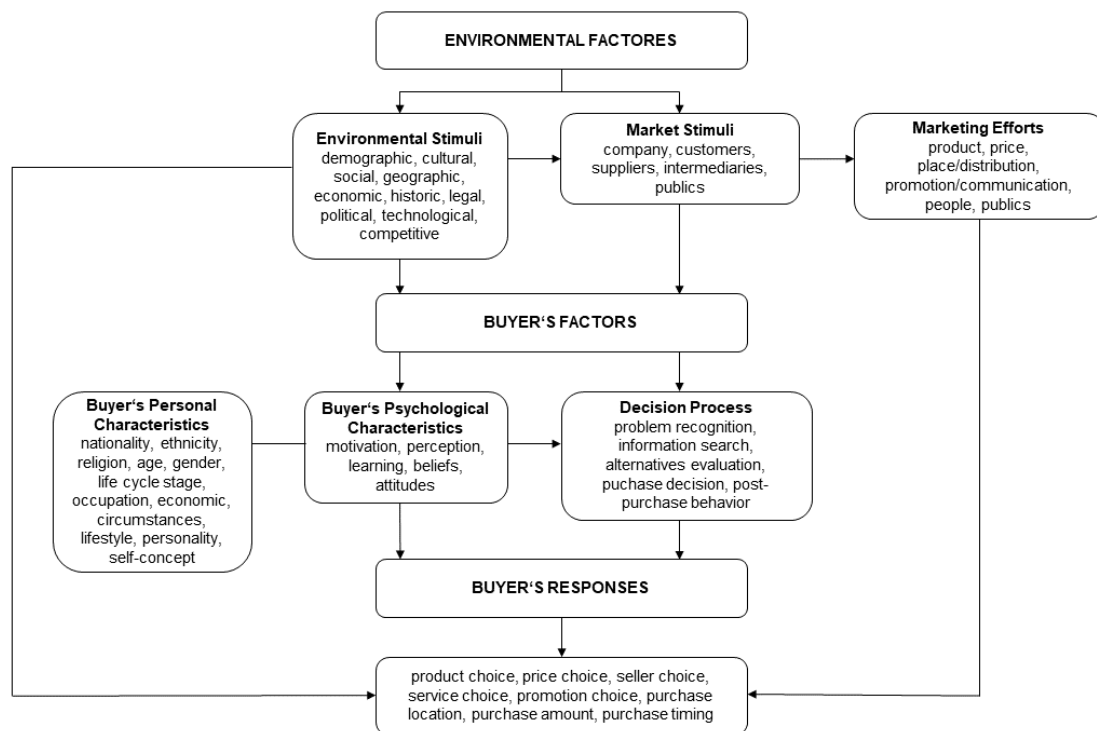 ENVIRONMENTAL FACTORES
Environmental Stimuli
demographic, cultural,
social, geographic,
economic, historic, legal,
political, technological,
competitive
Market Stimuli
company, customers,
suppliers, intermediaries,
publics
Marketing Efforts
product, price,
place/distribution,
promotion/communication,
people, publics
BUYER‘S FACTORS
Buyer‘s Personal
Characteristics
nationality, ethnicity,
religion, age, gender,
life cycle stage,
occupation, economic,
circumstances,
lifestyle, personality,
self-concept
Buyer‘s Psychological
Characteristics
motivation, perception,
learning, beliefs,
attitudes
Decision Process
problem recognition,
information search,
alternatives evaluation,
puchase decision, post-
purchase behavior
BUYER‘S RESPONSES
product choice, price choice, seller choice,
service choice, promotion choice, purchase
location, purchase amount, purchase timing